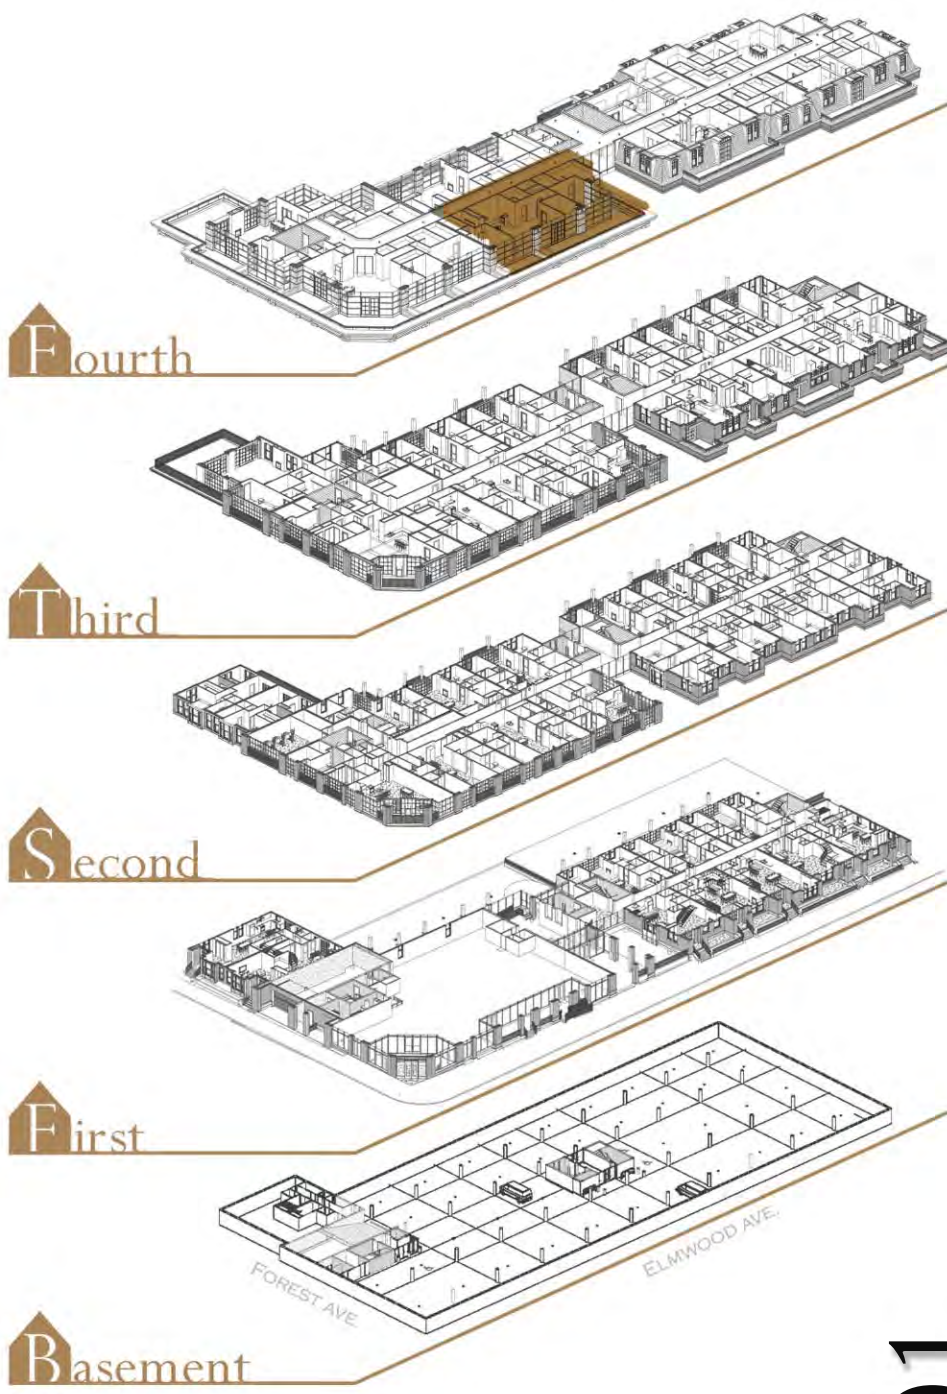 Fourth
Third
Second
First
FOREST AVE.
ELMWOOD AVE.
Basement